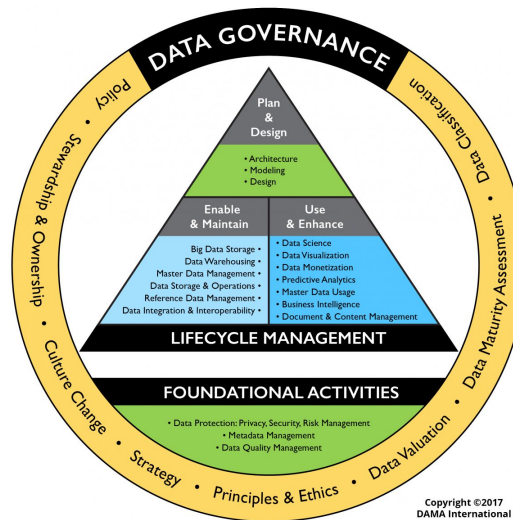 DATA GOVERNANCE
Policy • Stewardship & Ownership • Culture Change • Strategy • Principles & Ethics • Data Valuation • Data Maturity Assessment • Data Classification
Plan
&
Design
• Architecture
• Modeling
• Design
Enable
& Maintain
Big Data Storage •
Data Warehousing •
Master Data Management •
Data Storage & Operations •
Reference Data Management •
Data Integration & Interoperability •
Use
& Enhance
• Data Science
• Data Visualization
• Data Monetization
• Predictive Analytics
• Master Data Usage
• Business Intelligence
• Document & Content Management
LIFECYCLE MANAGEMENT
FOUNDATIONAL ACTIVITIES
• Data Protection: Privacy, Security, Risk Management
• Metadata Management
• Data Quality Management
Copyright ©2017
DAMA International